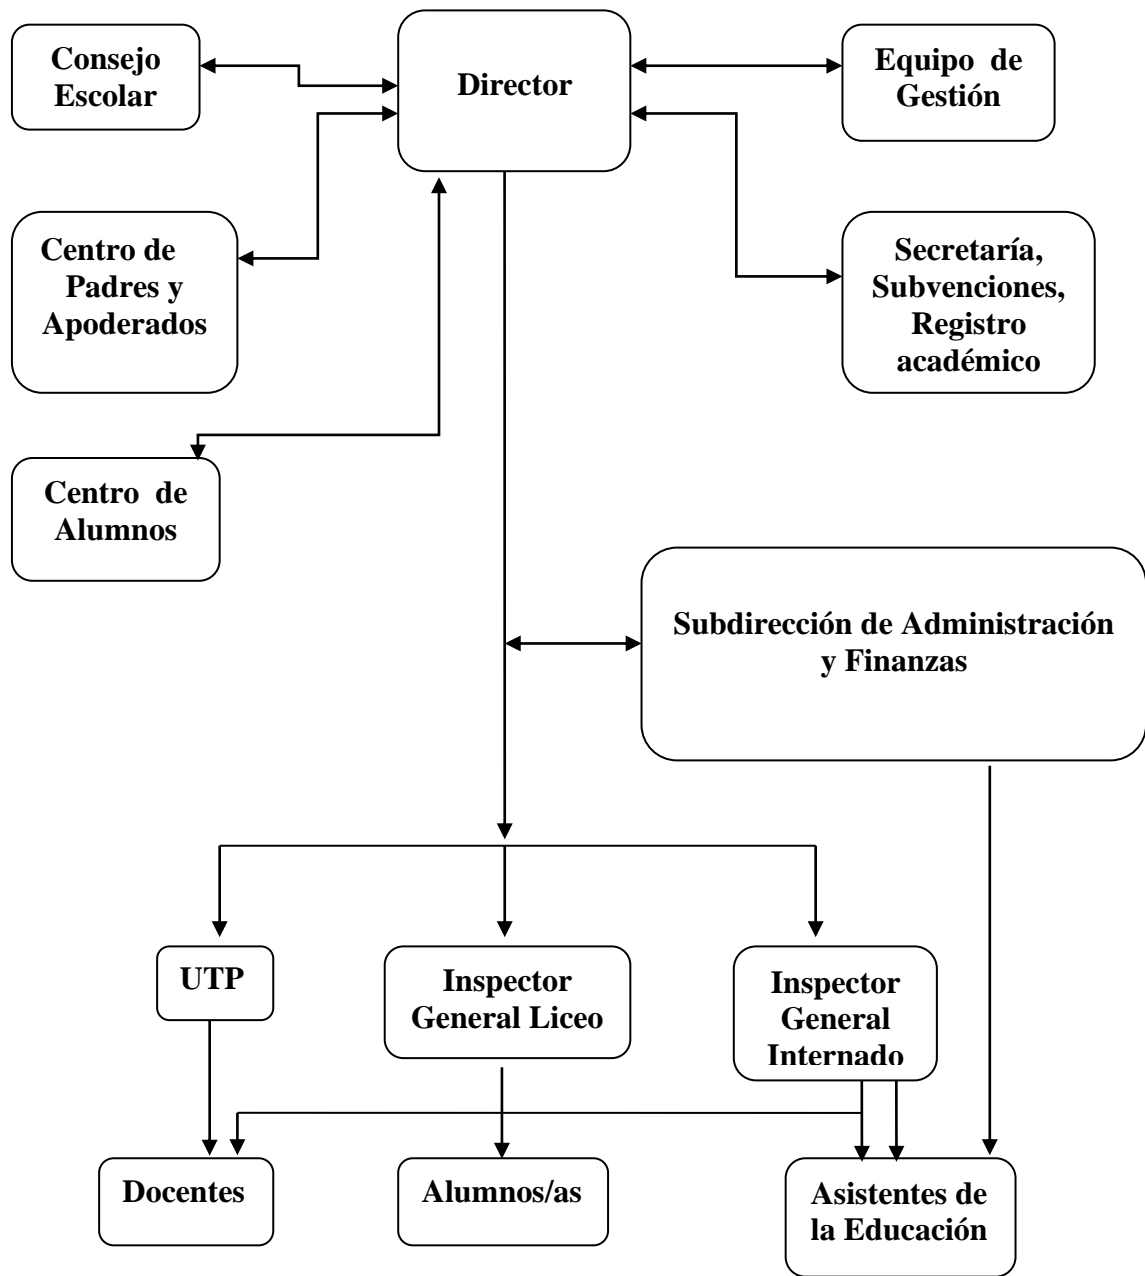 Consejo
Escolar
Director
Equipo de
Gestión
Centro de
Padres y
Apoderados
Secretaría,
Subvenciones,
Registro
académico
Centro de
Alumnos
Subdirección de Administración
y Finanzas
UTP
Inspector
General Liceo
Inspector
General
Internado
Docentes
Alumnos/as
Asistentes de
la Educación